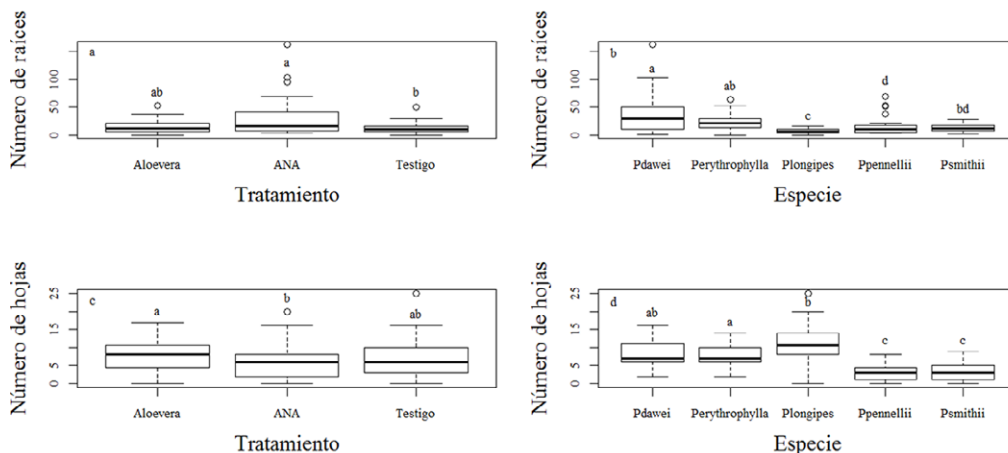 Número de raíces
0 50 100
a
ab
a
b
Aloevera ANA Testigo
Tratamiento
Número de raíces
0 50 100
b
a
ab
c
d
bd
Pdawei Perythrophylla Plongipes Ppennellii Psmithii
Especie
Número de hojas
0 5 15 25
c
a
b
ab
Aloevera ANA Testigo
Tratamiento
Número de hojas
0 5 15 25
d
ab
a
b
c
c
Pdawei Perythrophylla Plongipes Ppennellii Psmithii
Especie